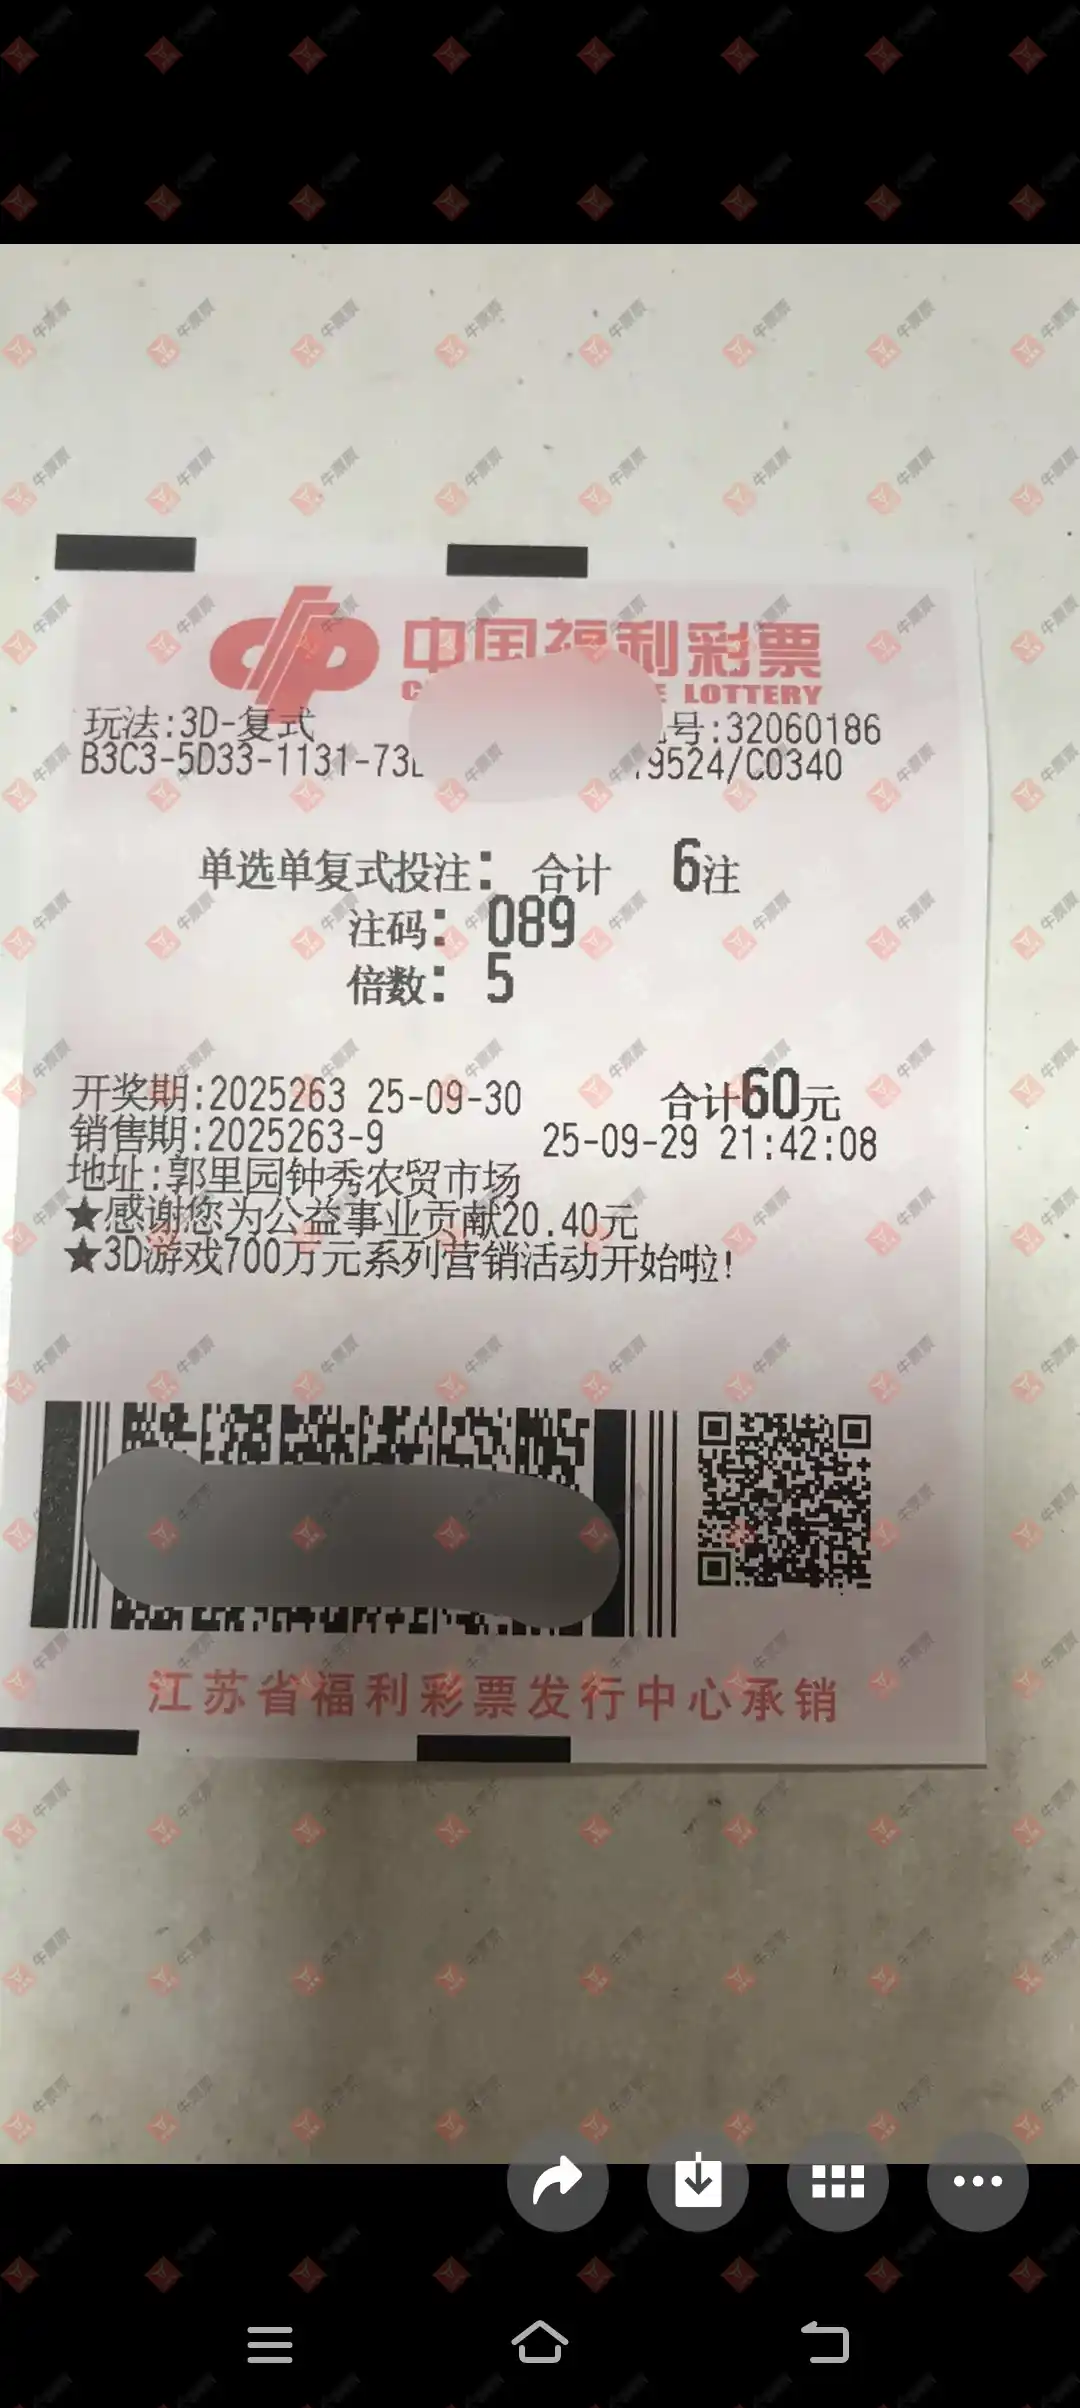 中国福利彩票
LOTTERY
玩法:3D-复式 号:32060186
B3C3-5D33-1131-73 9524/C0340
单选单复式投注: 合计 6注
注码: 089
倍数: 5
开奖期:2025263 25-09-30 合计60元
销售期:2025263-9 25-09-29 21:42:08
地址:郭里园钟秀农贸市场
★感谢您为公益事业贡献20.40元
★3D游戏700万元系列营销活动开始啦!
江苏省福利彩票发行中心承销
牛票票